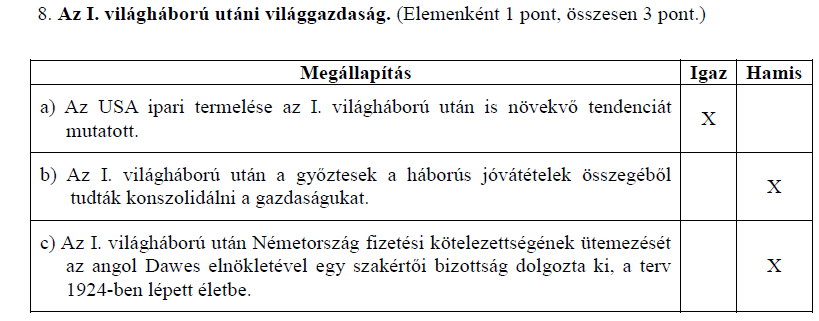 8. Az I. világháború utáni világgazdaság. (Elemenként 1 pont, összesen 3 pont.)
Megállapítás Igaz Hamis
a) Az USA ipari termelése az I. világháború után is növekvő tendenciát
mutatott.
X
b) Az I. világháború után a győztesek a háborús jóvátételek összegéből
tudták konszolidálni a gazdaságukat.
X
c) Az I. világháború után Németország fizetési kötelezettségének ütemezését
az angol Dawes elnökletével egy szakértői bizottság dolgozta ki, a terv
1924-ben lépett életbe.
X